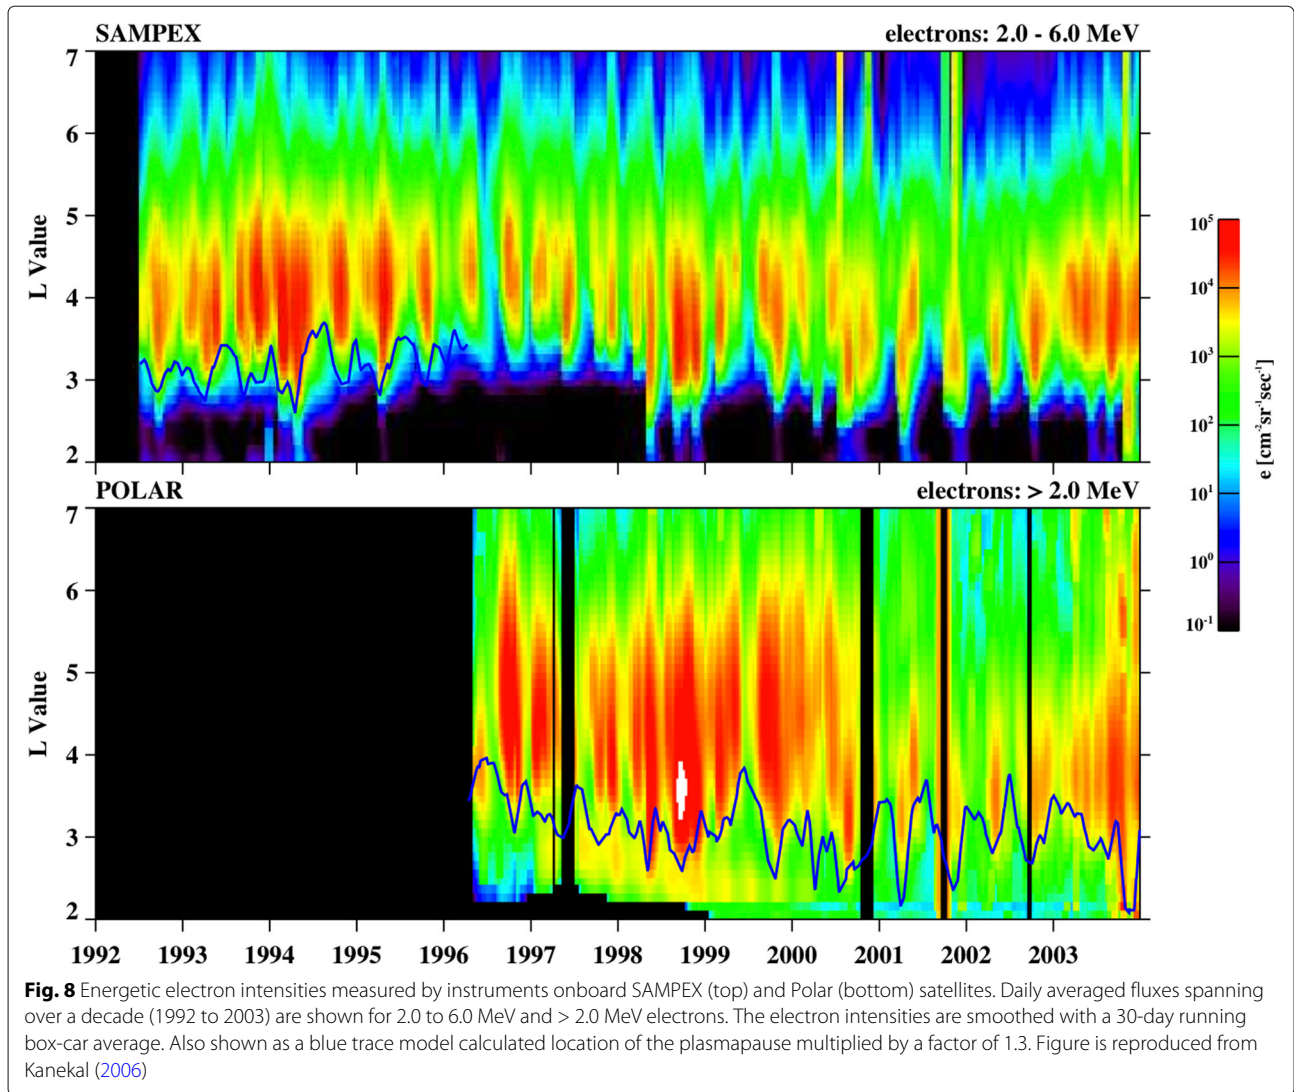 SAMPEX electrons: 2.0 - 6.0 MeV
7
6
5
4
3
2
L Value
10⁵
10⁴
10³
10²
10¹
10⁰
10⁻¹
e [cm⁻²sr⁻¹sec⁻¹]
POLAR electrons: > 2.0 MeV
7
6
5
4
3
2
L Value
1992 1993 1994 1995 1996 1997 1998 1999 2000 2001 2002 2003
Fig. 8 Energetic electron intensities measured by instruments onboard SAMPEX (top) and Polar (bottom) satellites. Daily averaged fluxes spanning
over a decade (1992 to 2003) are shown for 2.0 to 6.0 MeV and > 2.0 MeV electrons. The electron intensities are smoothed with a 30-day running
box-car average. Also shown as a blue trace model calculated location of the plasmapause multiplied by a factor of 1.3. Figure is reproduced from
Kanekal (2006)